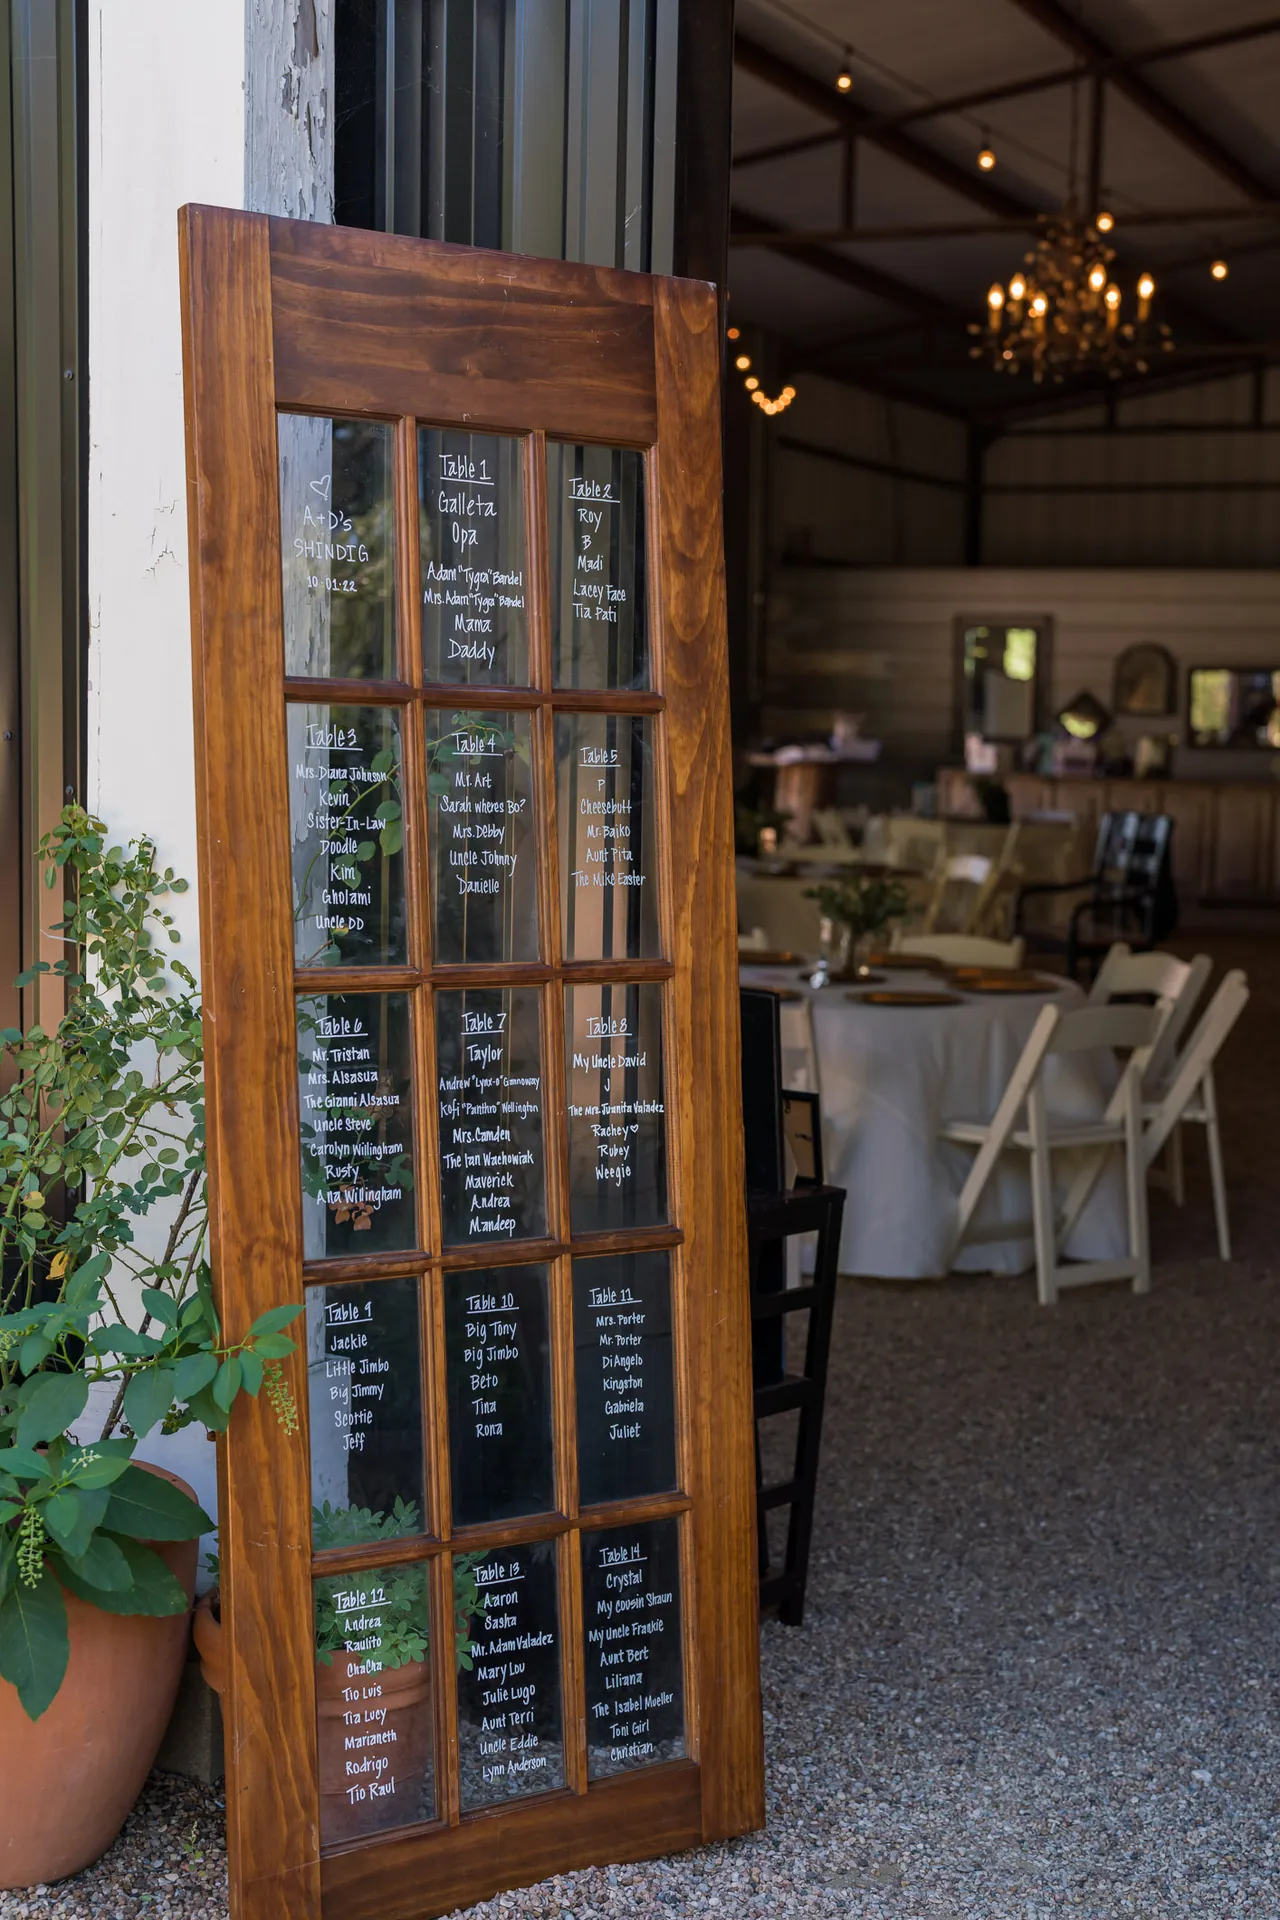 A+D's
SHINDIG
10·01·22
Table 1
Galleta
Opa
Adam "Tygra" Bandel
Mrs. Adam "Tygra" Bandel
Mama
Daddy
Table 2
Roy
B
Madi
Lacey Face
Tia Pati
Table 3
Mrs. Diana Johnson
Kevin
Sister-In-Law
Doodle
Kim
Gholami
Uncle DD
Table 4
Mr. Art
Sarah wheres Bo?
Mrs. Debby
Uncle Johnny
Danielle
Table 5
P
Cheesebutt
Mr. Baiko
Aunt Pita
The Mike Easter
Table 6
Mr. Tristan
Mrs. Alsasua
The Gianni Alsasua
Uncle Steve
Carolyn Willingham
Rusty
Ana Willingham
Table 7
Taylor
Andrew "Lynx-o" Gannoway
Kofi "Panthro" Wellington
Mrs. Camden
The Ian Wachowiak
Maverick
Andrea
Mandeep
Table 8
My Uncle David
J
The Mrs. Juanita Valadez
Rachey♡
Rubey
Weegie
Table 9
Jackie
Little Jimbo
Big Jimmy
Scottie
Jeff
Table 10
Big Tony
Big Jimbo
Beto
Tina
Rona
Table 11
Mrs. Porter
Mr. Porter
DiAngelo
Kingston
Gabriela
Juliet
Table 12
Andrea
Raulito
ChaCha
Tio Luis
Tia Lucy
Marianeth
Rodrigo
Tio Raul
Table 13
Aaron
Sasha
Mr. Adam Valadez
Mary Lou
Julie Lugo
Aunt Terri
Uncle Eddie
Lynn Anderson
Table 14
Crystal
My cousin Shaun
My Uncle Frankie
Aunt Bert
Liliana
The Isabel Mueller
Toni Girl
Christian